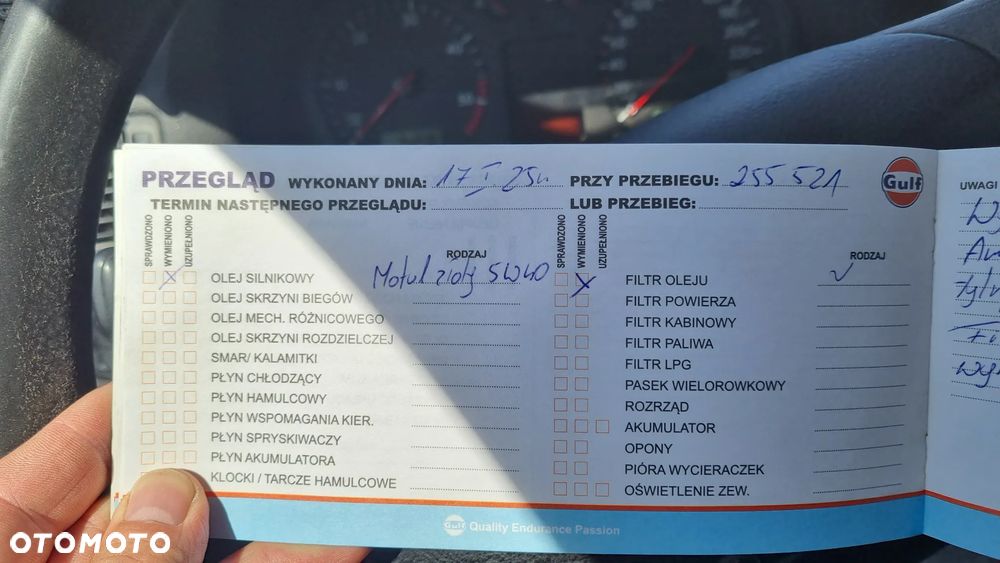 PRZEGLĄD WYKONANY DNIA: 17 I 25r. PRZY PRZEBIEGU: 255 521
TERMIN NASTĘPNEGO PRZEGLĄDU: LUB PRZEBIEG:
Gulf
SPRAWDZONO WYMIENIONO UZUPEŁNIONO
RODZAJ
OLEJ SILNIKOWY Motul złoty 5W40
OLEJ SKRZYNI BIEGÓW
OLEJ MECH. RÓŻNICOWEGO
OLEJ SKRZYNI ROZDZIELCZEJ
SMAR/ KALAMITKI
PŁYN CHŁODZĄCY
PŁYN HAMULCOWY
PŁYN WSPOMAGANIA KIER.
PŁYN SPRYSKIWACZY
PŁYN AKUMULATORA
KLOCKI / TARCZE HAMULCOWE
SPRAWDZONO WYMIENIONO UZUPEŁNIONO
RODZAJ
FILTR OLEJU
FILTR POWIERZA
FILTR KABINOWY
FILTR PALIWA
FILTR LPG
PASEK WIELOROWKOWY
ROZRZĄD
AKUMULATOR
OPONY
PIÓRA WYCIERACZEK
OŚWIETLENIE ZEW.
UWAGI
Gulf Quality Endurance Passion
OTOMOTO